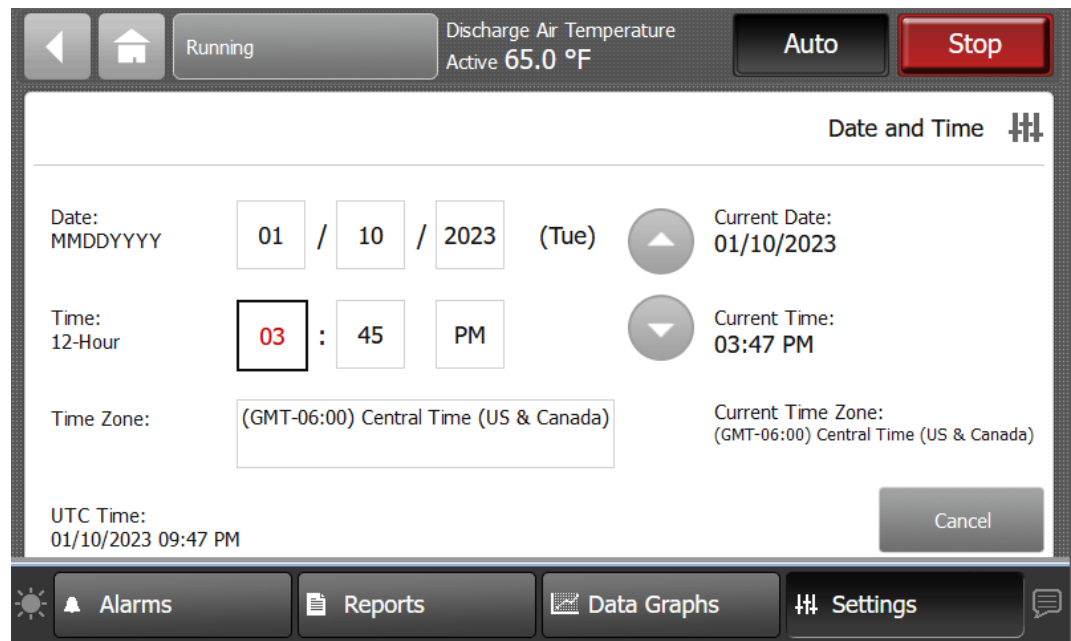 Running
Discharge Air Temperature
Active 65.0 °F
Auto
Stop
Date and Time
Date:
MMDDYYYY
01 / 10 / 2023 (Tue)
Current Date:
01/10/2023
Time:
12-Hour
03 : 45 PM
Current Time:
03:47 PM
Time Zone:
(GMT-06:00) Central Time (US & Canada)
Current Time Zone:
(GMT-06:00) Central Time (US & Canada)
UTC Time:
01/10/2023 09:47 PM
Cancel
Alarms
Reports
Data Graphs
Settings